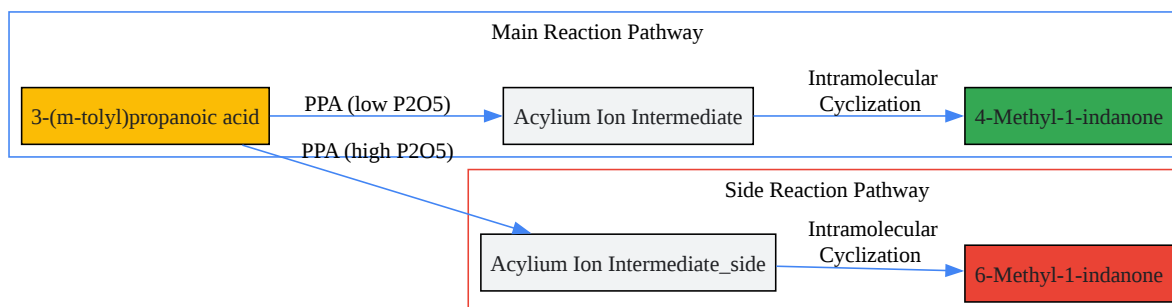 Main Reaction Pathway
3-(m-tolyl)propanoic acid
PPA (low P2O5)
Acylium Ion Intermediate
Intramolecular
Cyclization
4-Methyl-1-indanone
PPA (high P2O5)
Side Reaction Pathway
Acylium Ion Intermediate_side
Intramolecular
Cyclization
6-Methyl-1-indanone